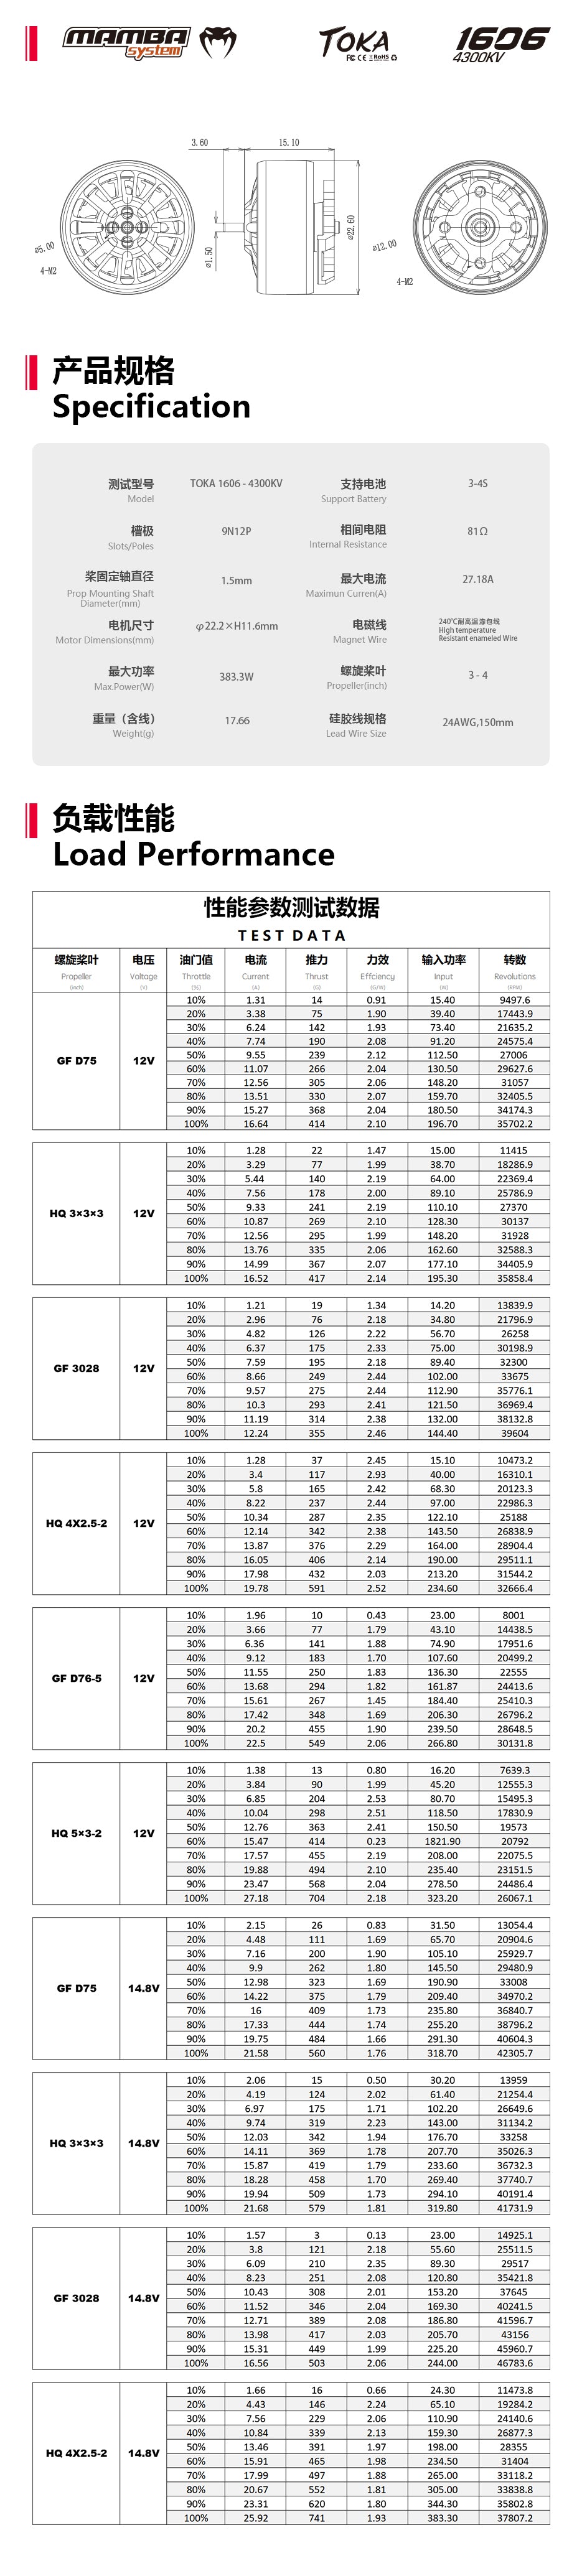 MAMBA system
TOKA
FC CE RoHS
1606
4300KV
3.60 15.10
ø5.00
4-M2
ø1.50
ø22.60
ø12.00
4-M2
产品规格
Specification
测试型号 TOKA 1606 - 4300KV 支持电池 3-4S
Model Support Battery
槽极 9N12P 相间电阻 81Ω
Slots/Poles Internal Resistance
桨固定轴直径 1.5mm 最大电流 27.18A
Prop Mounting Shaft Maximun Curren(A)
Diameter(mm)
电机尺寸 φ22.2×H11.6mm 电磁线 240℃耐高温漆包线
Motor Dimensions(mm) Magnet Wire High temperature
Resistant enameled Wire
最大功率 383.3W 螺旋桨叶 3 - 4
Max.Power(W) Propeller(inch)
重量（含线） 17.66 硅胶线规格 24AWG,150mm
Weight(g) Lead Wire Size
负载性能
Load Performance
性能参数测试数据
TEST DATA
螺旋桨叶 电压 油门值 电流 推力 力效 输入功率 转数
Propeller Voltage Throttle Current Thrust Effciency Input Revolutions
(inch) (V) (%) (A) (G) (G/W) (W) (RPM)
GF D75 12V
10% 1.31 14 0.91 15.40 9497.6
20% 3.38 75 1.90 39.40 17443.9
30% 6.24 142 1.93 73.40 21635.2
40% 7.74 190 2.08 91.20 24575.4
50% 9.55 239 2.12 112.50 27006
60% 11.07 266 2.04 130.50 29627.6
70% 12.56 305 2.06 148.20 31057
80% 13.51 330 2.07 159.70 32405.5
90% 15.27 368 2.04 180.50 34174.3
100% 16.64 414 2.10 196.70 35702.2
HQ 3×3×3 12V
10% 1.28 22 1.47 15.00 11415
20% 3.29 77 1.99 38.70 18286.9
30% 5.44 140 2.19 64.00 22369.4
40% 7.56 178 2.00 89.10 25786.9
50% 9.33 241 2.19 110.10 27370
60% 10.87 269 2.10 128.30 30137
70% 12.56 295 1.99 148.20 31928
80% 13.76 335 2.06 162.60 32588.3
90% 14.99 367 2.07 177.10 34405.9
100% 16.52 417 2.14 195.30 35858.4
GF 3028 12V
10% 1.21 19 1.34 14.20 13839.9
20% 2.96 76 2.18 34.80 21796.9
30% 4.82 126 2.22 56.70 26258
40% 6.37 175 2.33 75.00 30198.9
50% 7.59 195 2.18 89.40 32300
60% 8.66 249 2.44 102.00 33675
70% 9.57 275 2.44 112.90 35776.1
80% 10.3 293 2.41 121.50 36969.4
90% 11.19 314 2.38 132.00 38132.8
100% 12.24 355 2.46 144.40 39604
HQ 4X2.5-2 12V
10% 1.28 37 2.45 15.10 10473.2
20% 3.4 117 2.93 40.00 16310.1
30% 5.8 165 2.42 68.30 20123.3
40% 8.22 237 2.44 97.00 22986.3
50% 10.34 287 2.35 122.10 25188
60% 12.14 342 2.38 143.50 26838.9
70% 13.87 376 2.29 164.00 28904.4
80% 16.05 406 2.14 190.00 29511.1
90% 17.98 432 2.03 213.20 31544.2
100% 19.78 591 2.52 234.60 32666.4
GF D76-5 12V
10% 1.96 10 0.43 23.00 8001
20% 3.66 77 1.79 43.10 14438.5
30% 6.36 141 1.88 74.90 17951.6
40% 9.12 183 1.70 107.60 20499.2
50% 11.55 250 1.83 136.30 22555
60% 13.68 294 1.82 161.87 24413.6
70% 15.61 267 1.45 184.40 25410.3
80% 17.42 348 1.69 206.30 26796.2
90% 20.2 455 1.90 239.50 28648.5
100% 22.5 549 2.06 266.80 30131.8
HQ 5×3-2 12V
10% 1.38 13 0.80 16.20 7639.3
20% 3.84 90 1.99 45.20 12555.3
30% 6.85 204 2.53 80.70 15495.3
40% 10.04 298 2.51 118.50 17830.9
50% 12.76 363 2.41 150.50 19573
60% 15.47 414 0.23 1821.90 20792
70% 17.57 455 2.19 208.00 22075.5
80% 19.88 494 2.10 235.40 23151.5
90% 23.47 568 2.04 278.50 24486.4
100% 27.18 704 2.18 323.20 26067.1
GF D75 14.8V
10% 2.15 26 0.83 31.50 13054.4
20% 4.48 111 1.69 65.70 20904.6
30% 7.16 200 1.90 105.10 25929.7
40% 9.9 262 1.80 145.50 29480.9
50% 12.98 323 1.69 190.90 33008
60% 14.22 375 1.79 209.40 34970.2
70% 16 409 1.73 235.80 36840.7
80% 17.33 444 1.74 255.20 38796.2
90% 19.75 484 1.66 291.30 40604.3
100% 21.58 560 1.76 318.70 42305.7
HQ 3×3×3 14.8V
10% 2.06 15 0.50 30.20 13959
20% 4.19 124 2.02 61.40 21254.4
30% 6.97 175 1.71 102.20 26649.6
40% 9.74 319 2.23 143.00 31134.2
50% 12.03 342 1.94 176.70 33258
60% 14.11 369 1.78 207.70 35026.3
70% 15.87 419 1.79 233.60 36732.3
80% 18.28 458 1.70 269.40 37740.7
90% 19.94 509 1.73 294.10 40191.4
100% 21.68 579 1.81 319.80 41731.9
GF 3028 14.8V
10% 1.57 3 0.13 23.00 14925.1
20% 3.8 121 2.18 55.60 25511.5
30% 6.09 210 2.35 89.30 29517
40% 8.23 251 2.08 120.80 35421.8
50% 10.43 308 2.01 153.20 37645
60% 11.52 346 2.04 169.30 40241.5
70% 12.71 389 2.08 186.80 41596.7
80% 13.98 417 2.03 205.70 43156
90% 15.31 449 1.99 225.20 45960.7
100% 16.56 503 2.06 244.00 46783.6
HQ 4X2.5-2 14.8V
10% 1.66 16 0.66 24.30 11473.8
20% 4.43 146 2.24 65.10 19284.2
30% 7.56 229 2.06 110.90 24140.6
40% 10.84 339 2.13 159.30 26877.3
50% 13.46 391 1.97 198.00 28355
60% 15.91 465 1.98 234.50 31404
70% 17.99 497 1.88 265.00 33118.2
80% 20.67 552 1.81 305.00 33838.8
90% 23.31 620 1.80 344.30 35802.8
100% 25.92 741 1.93 383.30 37807.2